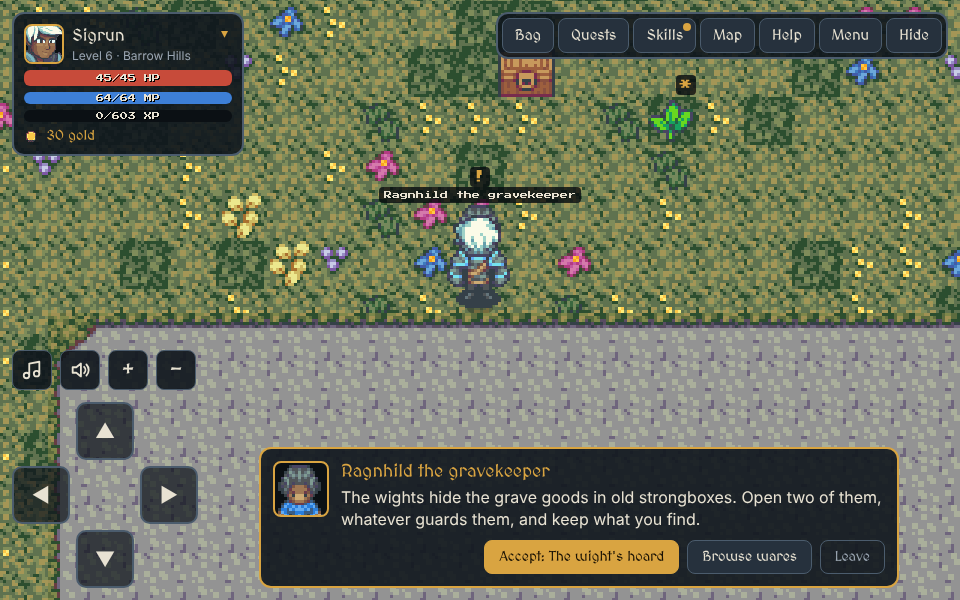 Sigrun
Level 6 · Barrow Hills
45/45 HP
64/64 MP
0/603 XP
30 gold
Bag
Quests
Skills
Map
Help
Menu
Hide
!
Ragnhild the gravekeeper
Ragnhild the gravekeeper
The wights hide the grave goods in old strongboxes. Open two of them,
whatever guards them, and keep what you find.
Accept: The wight's hoard
Browse wares
Leave